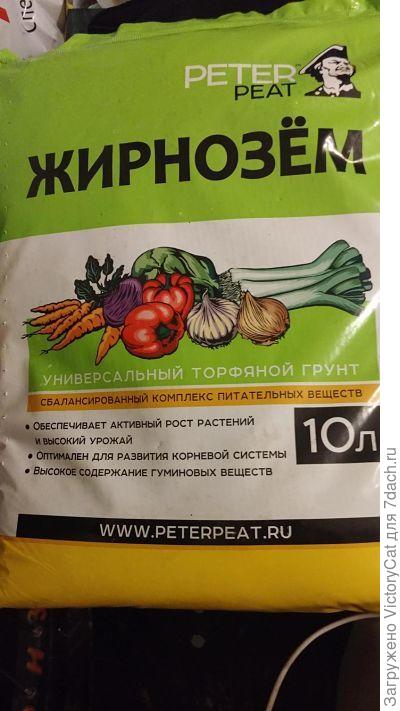 Спе
PETER
PEAT
ЖИРНОЗЁМ
УНИВЕРСАЛЬНЫЙ ТОРФЯНОЙ ГРУНТ
СБАЛАНСИРОВАННЫЙ КОМПЛЕКС ПИТАТЕЛЬНЫХ ВЕЩЕСТВ
• ОБЕСПЕЧИВАЕТ АКТИВНЫЙ РОСТ РАСТЕНИЙ
И ВЫСОКИЙ УРОЖАЙ
• ОПТИМАЛЕН ДЛЯ РАЗВИТИЯ КОРНЕВОЙ СИСТЕМЫ
• ВЫСОКОЕ СОДЕРЖАНИЕ ГУМИНОВЫХ ВЕЩЕСТВ
10л
WWW.PETERPEAT.RU
Загружено VictoryCat для 7dach.ru